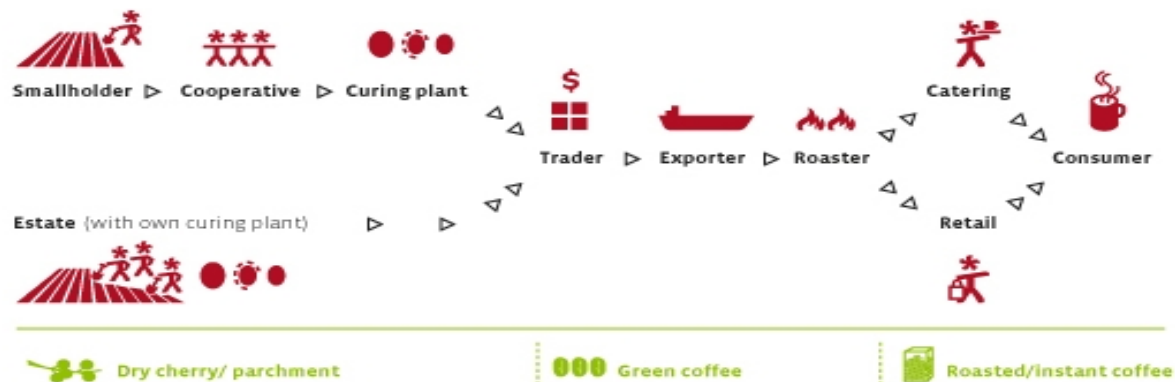 Smallholder
Cooperative
Curing plant
$
Trader
Exporter
Roaster
Catering
Retail
Consumer
Estate (with own curing plant)
Dry cherry/ parchment
Green coffee
Roasted/instant coffee